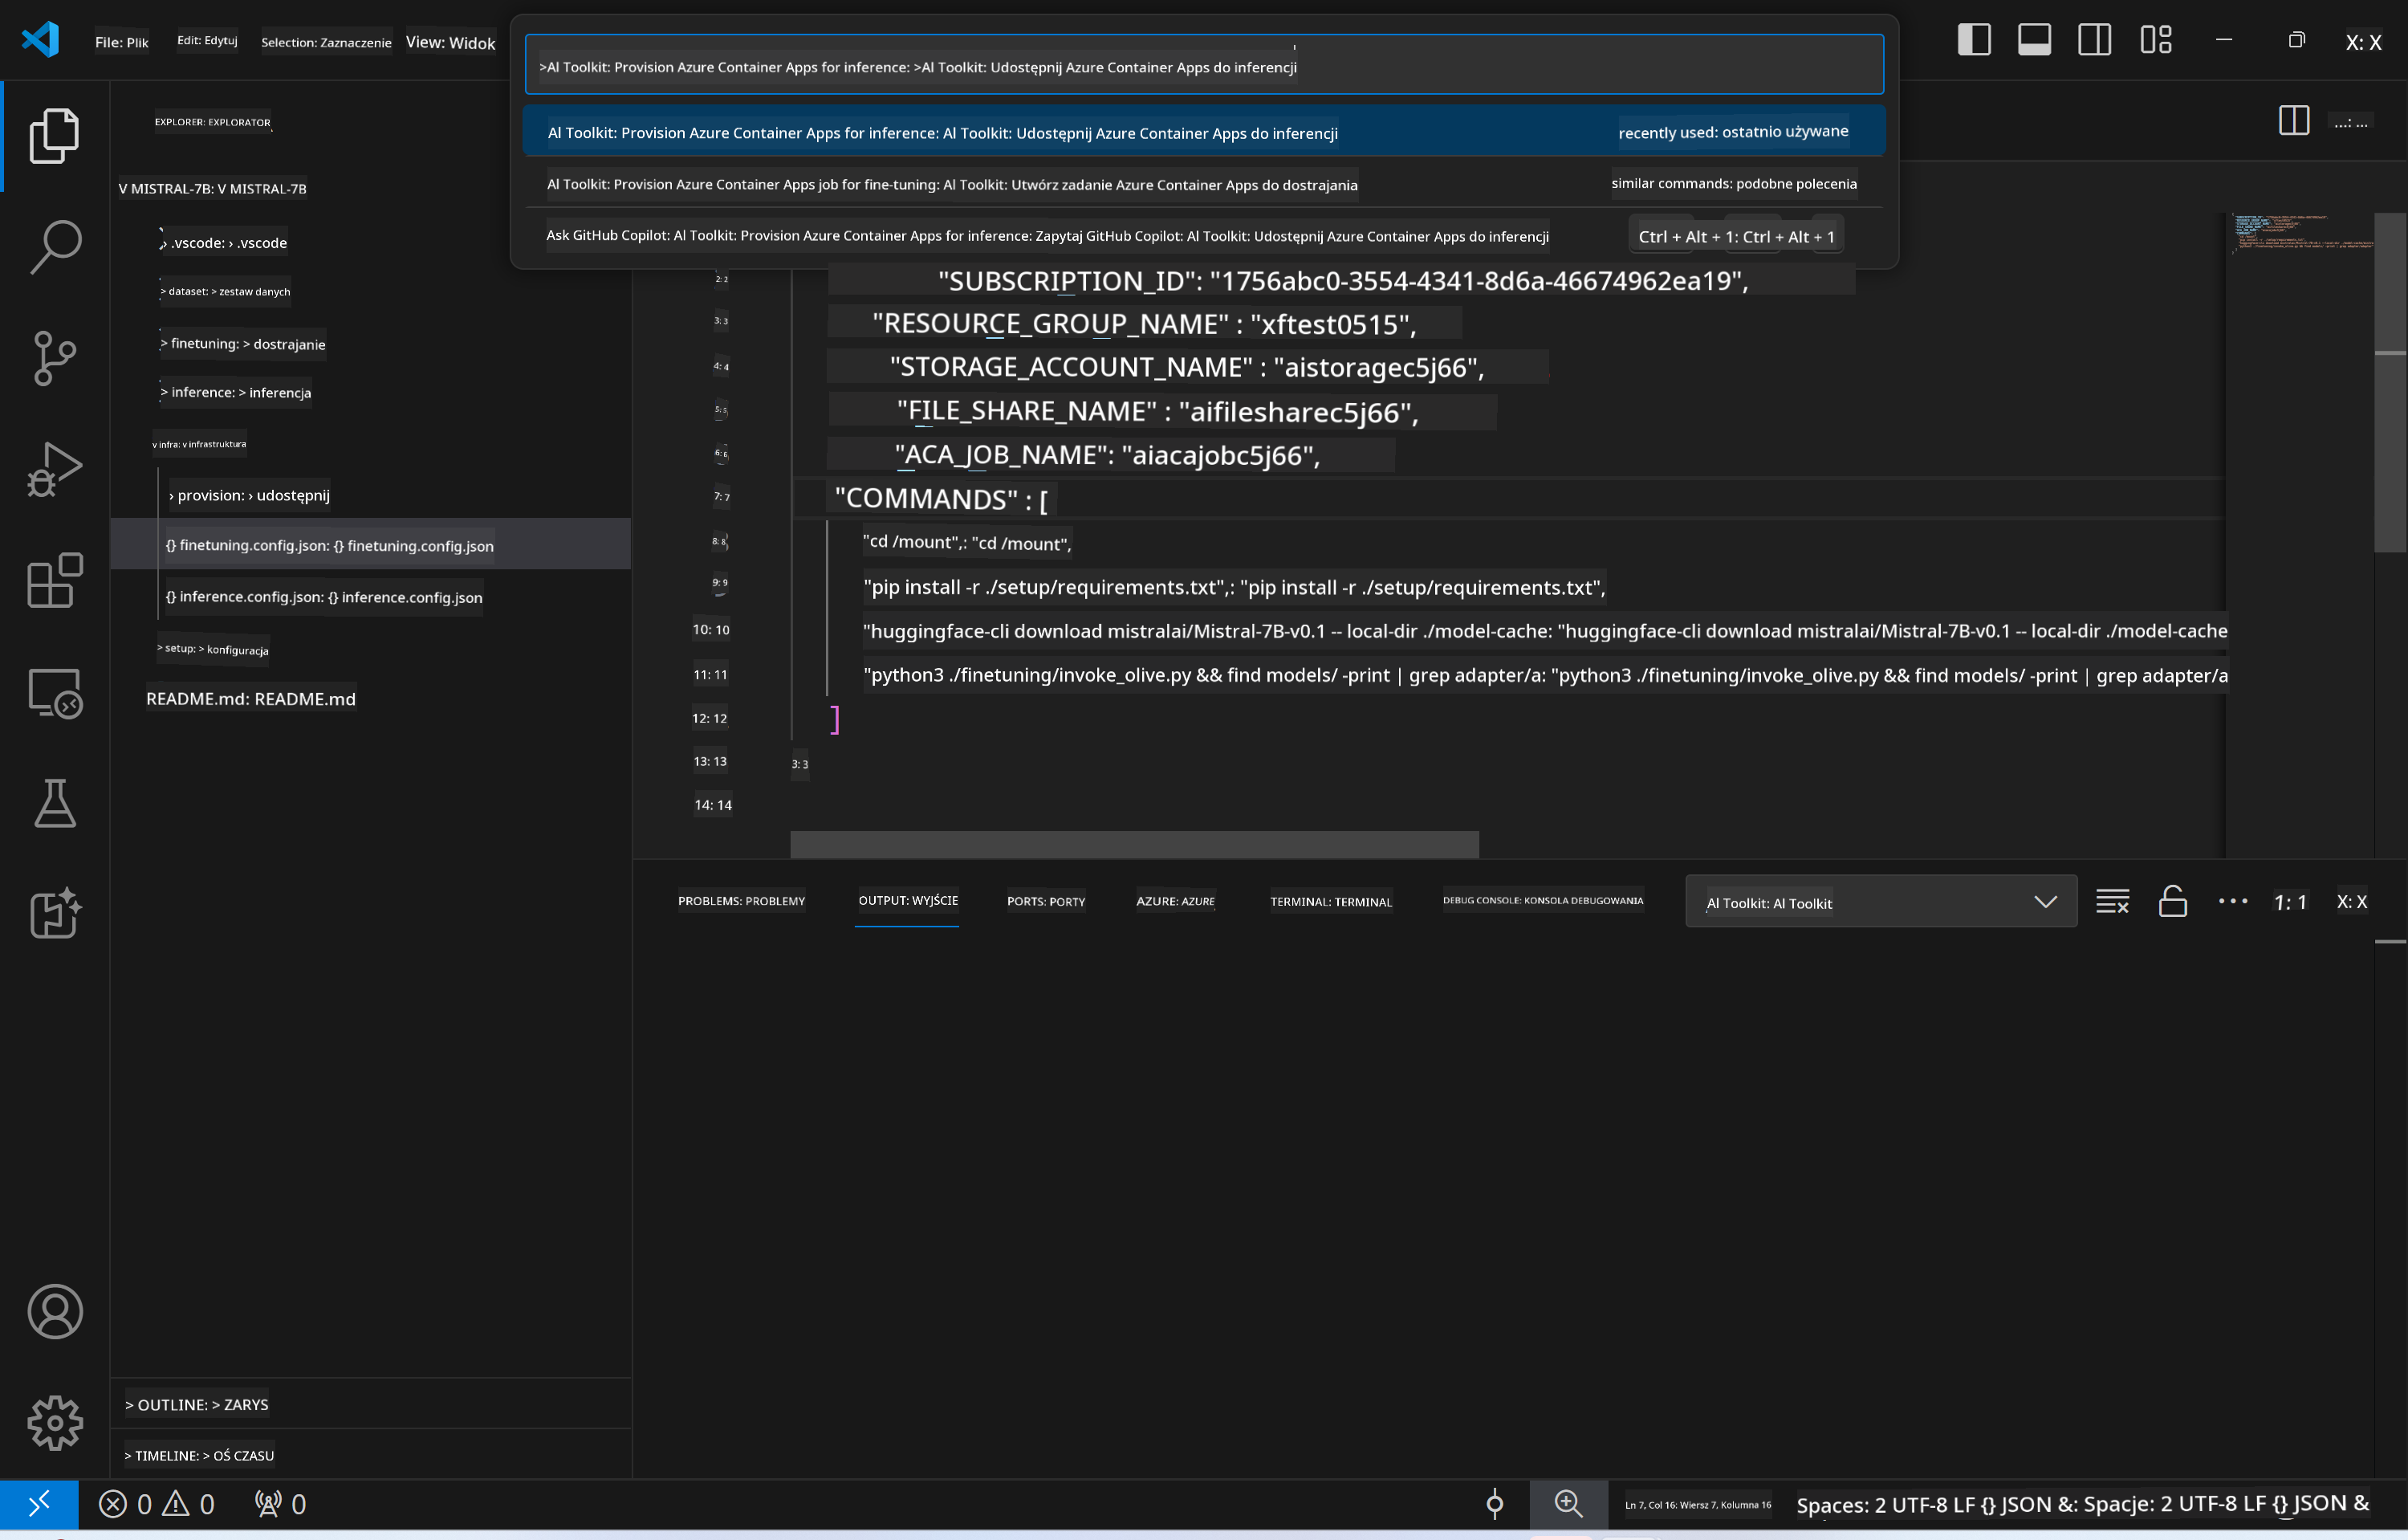 File: Plik
Edit: Edytuj
Selection: Zaznaczenie
View: Widok
X: X
>Al Toolkit: Provision Azure Container Apps for inference: >Al Toolkit: Udostępnij Azure Container Apps do inferencji
Al Toolkit: Provision Azure Container Apps for inference: Al Toolkit: Udostępnij Azure Container Apps do inferencji
recently used: ostatnio używane
Al Toolkit: Provision Azure Container Apps job for fine-tuning: Al Toolkit: Utwórz zadanie Azure Container Apps do dostrajania
similar commands: podobne polecenia
Ask GitHub Copilot: Al Toolkit: Provision Azure Container Apps for inference: Zapytaj GitHub Copilot: Al Toolkit: Udostępnij Azure Container Apps do inferencji
Ctrl + Alt + 1: Ctrl + Alt + 1
...: ...
EXPLORER: EXPLORATOR
V MISTRAL-7B: V MISTRAL-7B
> .vscode: › .vscode
> dataset: > zestaw danych
> finetuning: > dostrajanie
> inference: > inferencja
v infra: v infrastruktura
› provision: › udostępnij
{} finetuning.config.json: {} finetuning.config.json
{} inference.config.json: {} inference.config.json
> setup: > konfiguracja
README.md: README.md
> OUTLINE: > ZARYS
> TIMELINE: > OŚ CZASU
2: 2 "SUBSCRIPTION_ID": "1756abc0-3554-4341-8d6a-46674962ea19",
3: 3 "RESOURCE_GROUP_NAME" : "xftest0515",
4: 4 "STORAGE_ACCOUNT_NAME" : "aistoragec5j66",
5: 5 "FILE_SHARE_NAME" : "aifilesharec5j66",
6: 6 "ACA_JOB_NAME": "aiacajobc5j66",
7: 7 "COMMANDS" : [
8: 8 "cd /mount",: "cd /mount",
9: 9 "pip install -r ./setup/requirements.txt",: "pip install -r ./setup/requirements.txt",
10: 10 "huggingface-cli download mistralai/Mistral-7B-v0.1 -- local-dir ./model-cache: "huggingface-cli download mistralai/Mistral-7B-v0.1 -- local-dir ./model-cache
11: 11 "python3 ./finetuning/invoke_olive.py && find models/ -print | grep adapter/a: "python3 ./finetuning/invoke_olive.py && find models/ -print | grep adapter/a
12: 12 ]
13: 13 3: 3
14: 14
PROBLEMS: PROBLEMY
OUTPUT: WYJŚCIE
PORTS: PORTY
AZURE: AZURE
TERMINAL: TERMINAL
DEBUG CONSOLE: KONSOLA DEBUGOWANIA
Al Toolkit: Al Toolkit
1: 1
X: X
0 0 0
Ln 7, Col 16: Wiersz 7, Kolumna 16
Spaces: 2 UTF-8 LF {} JSON &: Spacje: 2 UTF-8 LF {} JSON &